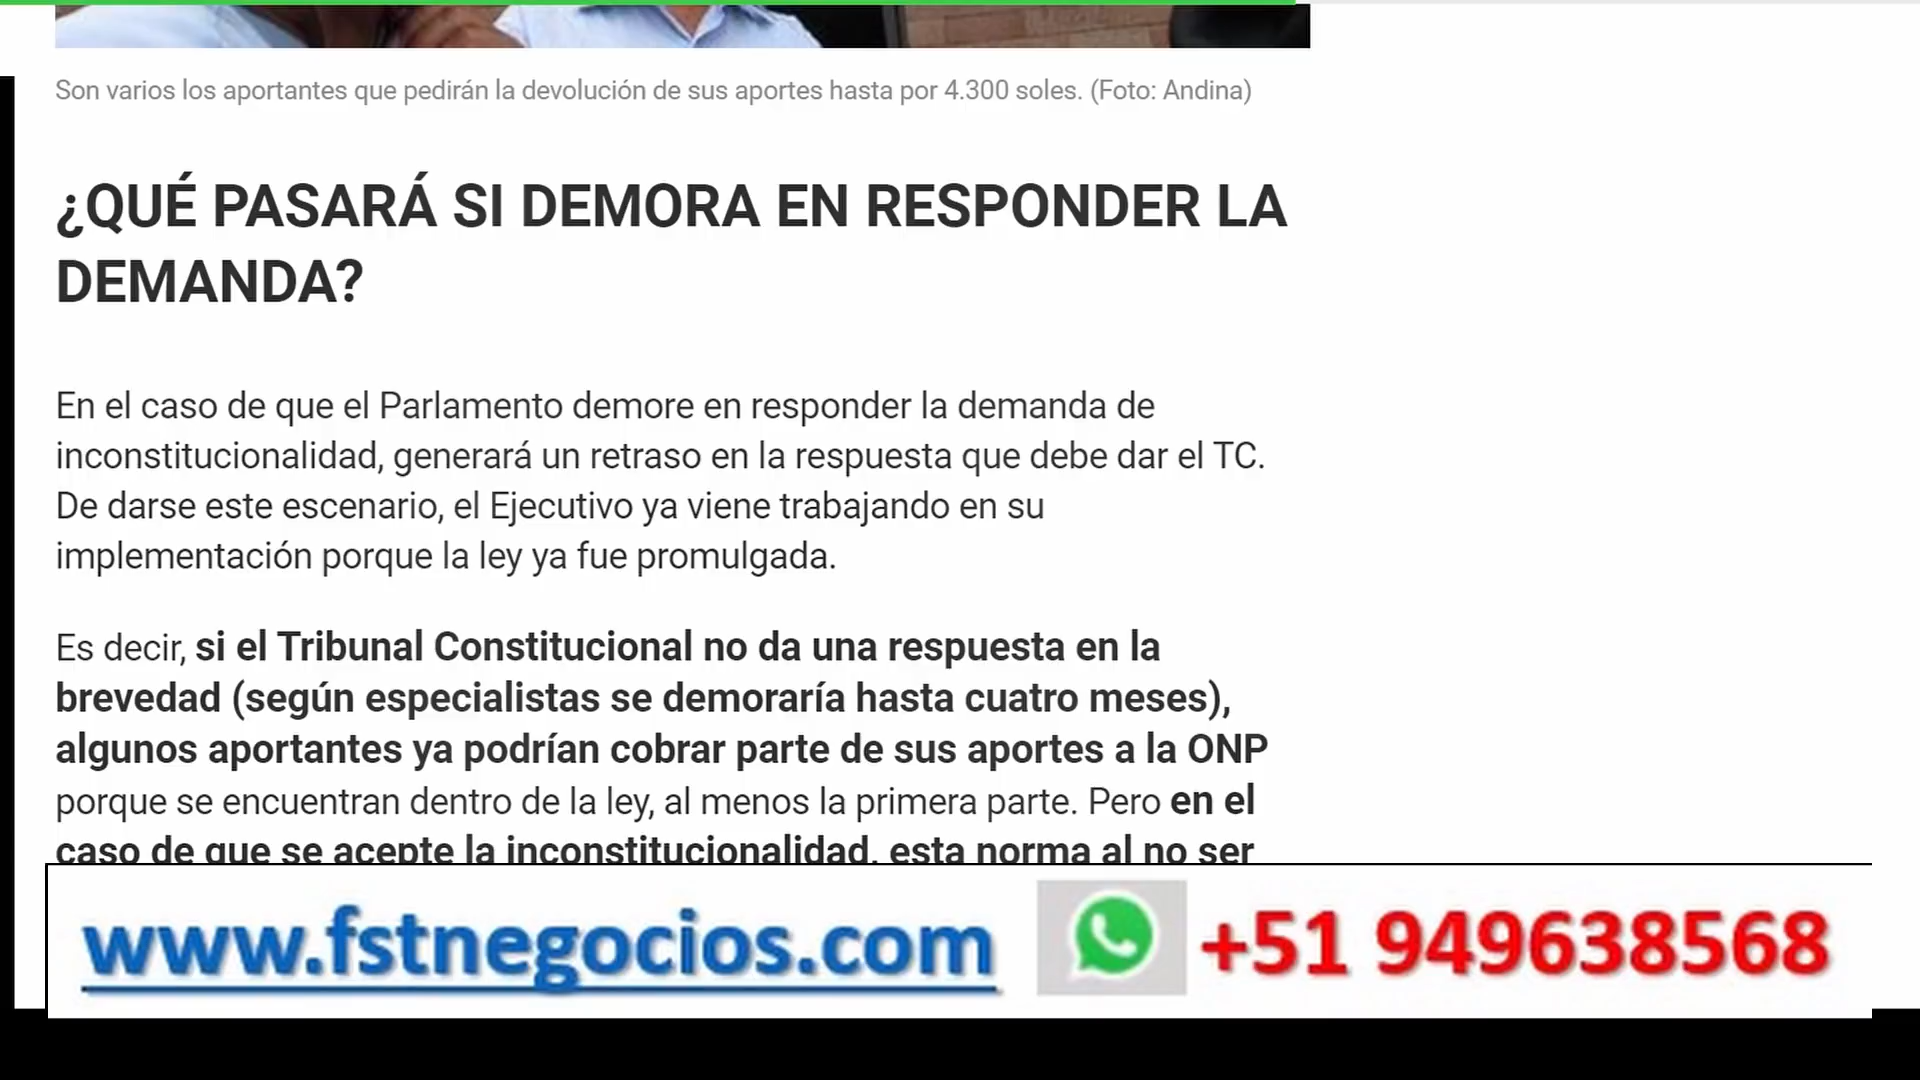 Son varios los aportantes que pedirán la devolución de sus aportes hasta por 4.300 soles. (Foto: Andina)
¿QUÉ PASARÁ SI DEMORA EN RESPONDER LA
DEMANDA?
En el caso de que el Parlamento demore en responder la demanda de
inconstitucionalidad, generará un retraso en la respuesta que debe dar el TC.
De darse este escenario, el Ejecutivo ya viene trabajando en su
implementación porque la ley ya fue promulgada.
Es decir, si el Tribunal Constitucional no da una respuesta en la
brevedad (según especialistas se demoraría hasta cuatro meses),
algunos aportantes ya podrían cobrar parte de sus aportes a la ONP
porque se encuentran dentro de la ley, al menos la primera parte. Pero en el
caso de que se acepte la inconstitucionalidad, esta norma al no ser
www.fstnegocios.com
+51 949638568